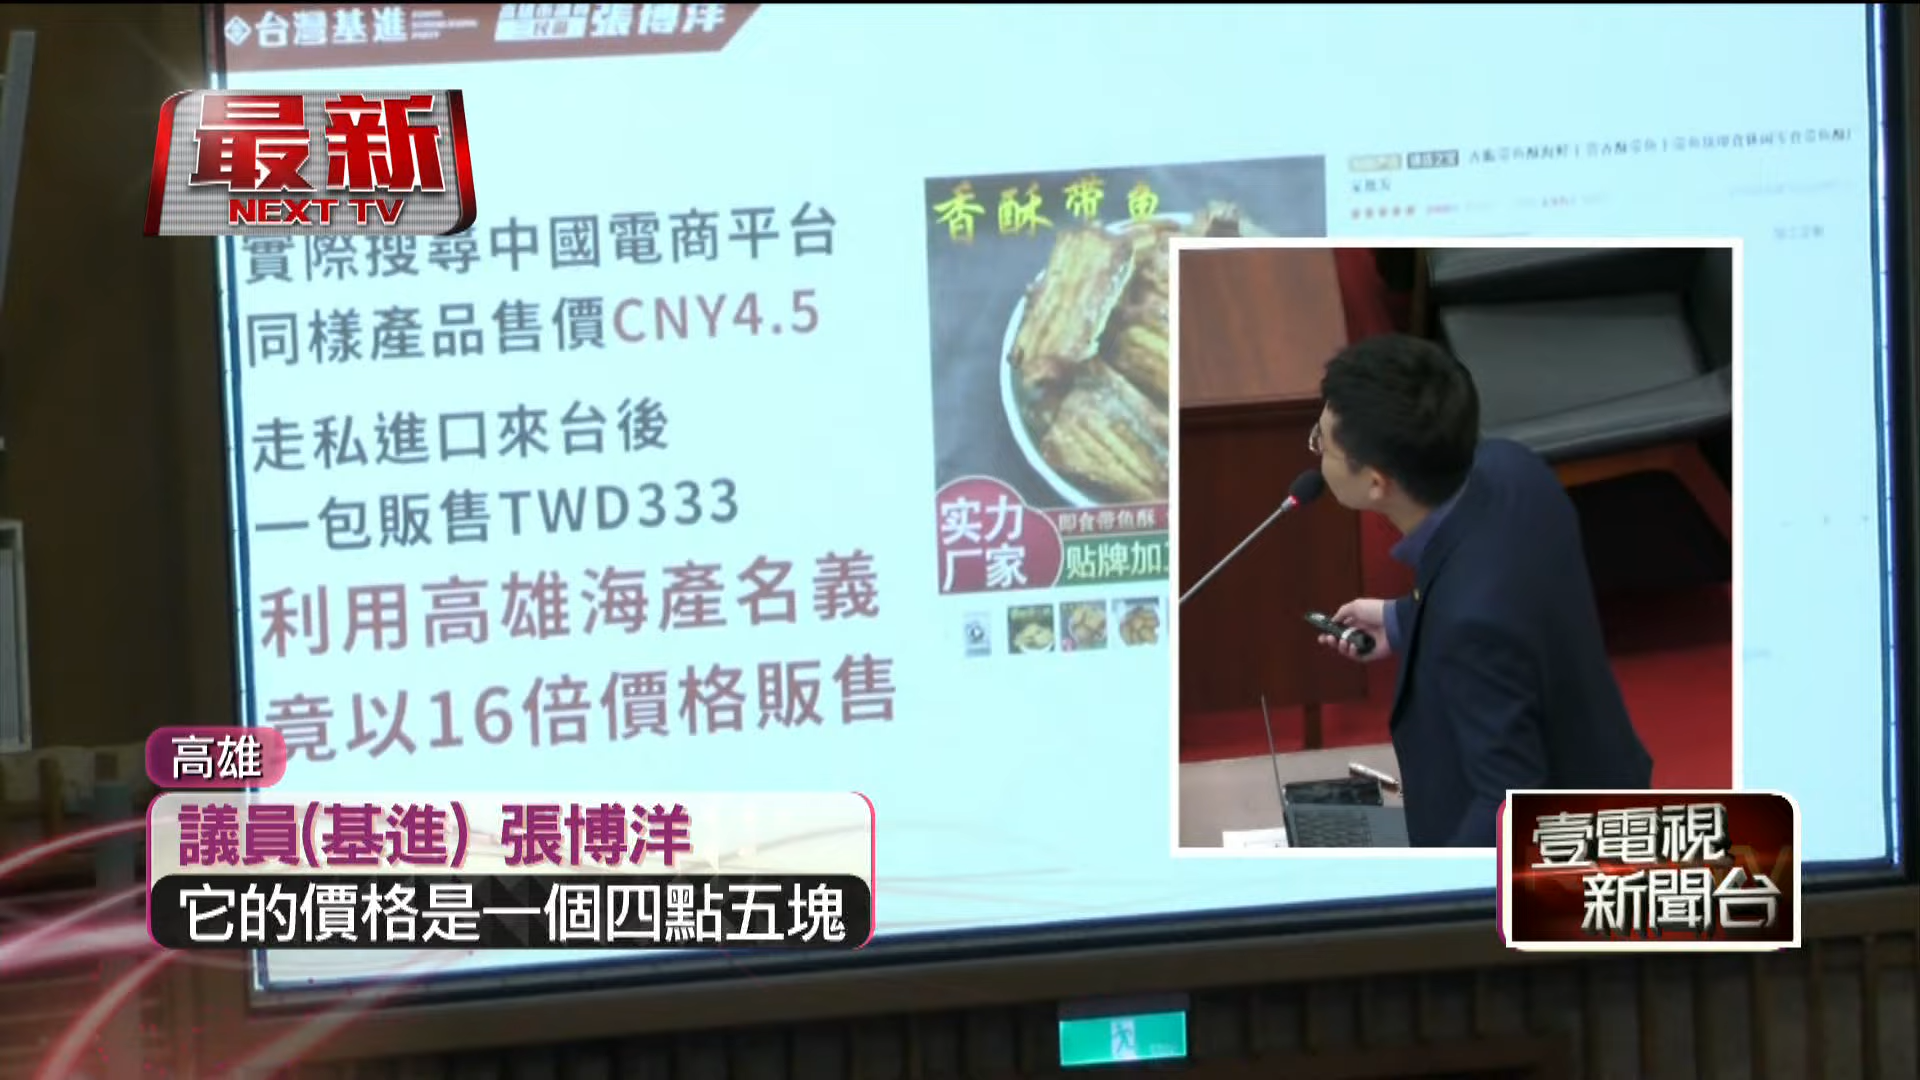 台灣基進
張博洋
最新
NEXT TV
實際搜尋中國電商平台
同樣產品售價CNY4.5
走私進口來台後
一包販售TWD333
利用高雄海產名義
竟以16倍價格販售
香酥带鱼
实力
厂家
即食带鱼酥
贴牌加
高雄
議員(基進) 張博洋
它的價格是一個四點五塊
壹電視
新聞台